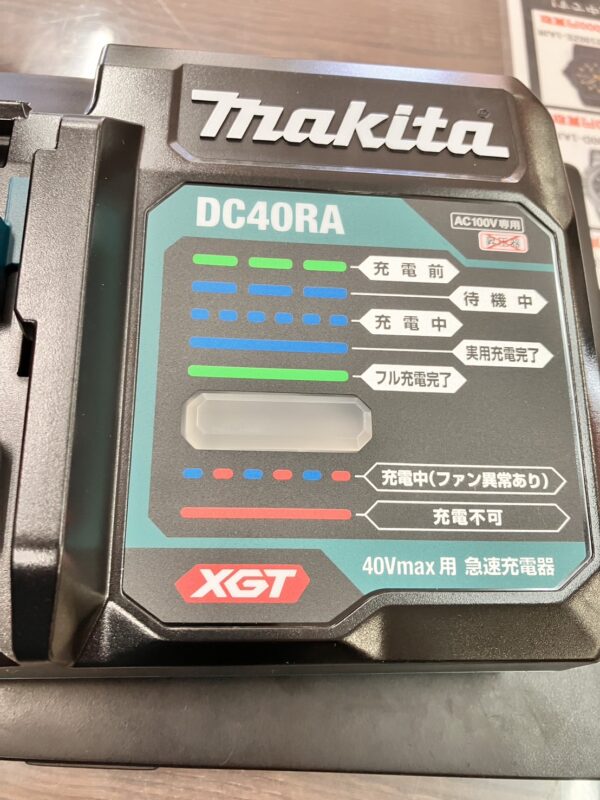 makita
DC40RA
AC100V専用
充電前
待機中
充電中
実用充電完了
フル充電完了
充電中(ファン異常あり)
充電不可
XGT
40Vmax用 急速充電器